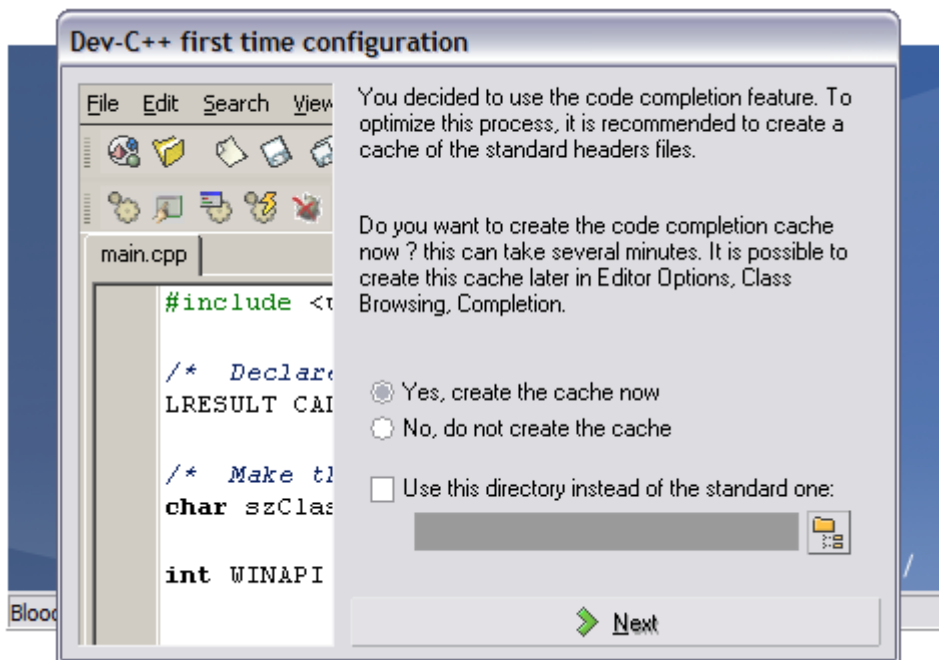 Dev-C++ first time configuration
File Edit Search View
main.cpp
#include
/* Declare
LRESULT
/* Make
char
int WINAPI
You decided to use the code completion feature. To
optimize this process, it is recommended to create a
cache of the standard headers files.
Do you want to create the code completion cache
now ? this can take several minutes. It is possible to
create this cache later in Editor Options, Class
Browsing, Completion.
Yes, create the cache now
No, do not create the cache
Use this directory instead of the standard one:
Next